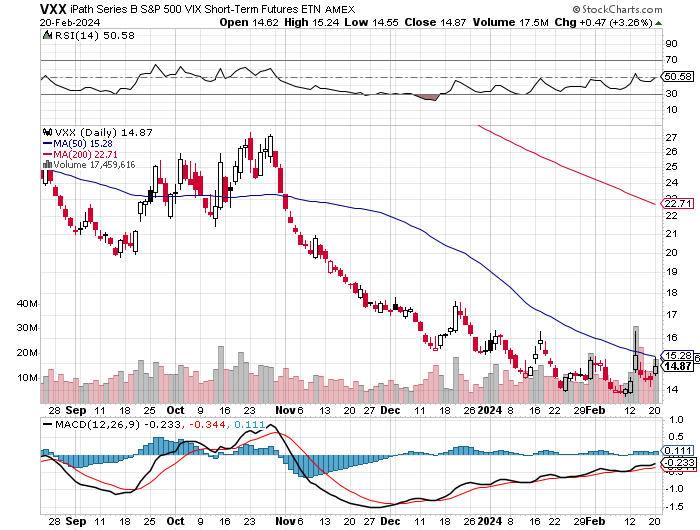 VXX iPath Series B S&P 500 VIX Short-Term Futures ETN AMEX © StockCharts.com
20-Feb-2024 Open 14.62 High 15.24 Low 14.55 Close 14.87 Volume 17.5M Chg +0.47 (+3.26%)
RSI(14) 50.58
90
70
50.58
30
10
VXX (Daily) 14.87
MA(50) 15.28
MA(200) 22.71
Volume 17,459,616
27
26
25
24
23
22.71
22
21
20
19
18
17
16
15.28
14.87
14
40M
30M
20M
10M
28 Sep 11 18 25 Oct 9 16 23 Nov 6 13 20 Dec 11 18 26 2024 8 16 22 29 Feb 12 20
MACD(12,26,9) -0.233, -0.344, 0.111
1.0
0.5
0.111
-0.233
-1.0
-1.5
28 Sep 11 18 25 Oct 9 16 23 Nov 6 13 20 Dec 11 18 26 2024 8 16 22 29 Feb 12 20